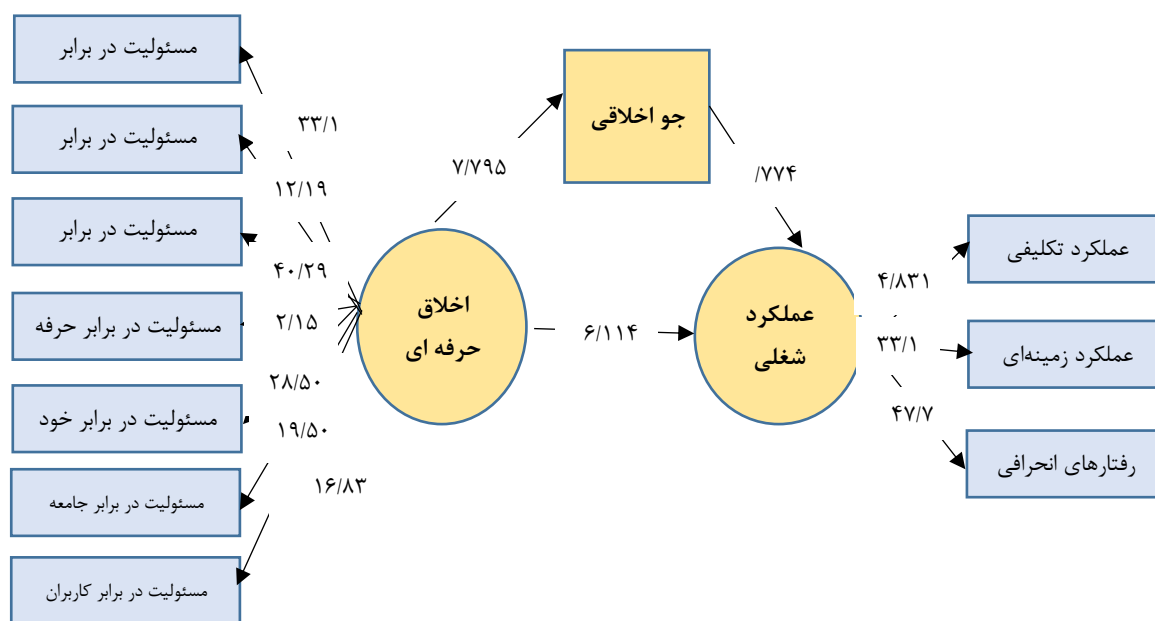 مسئولیت در برابر
مسئولیت در برابر
مسئولیت در برابر
مسئولیت در برابر حرفه
مسئولیت در برابر خود
مسئولیت در برابر جامعه
مسئولیت در برابر کاربران
۳۳/۱
۱۲/۱۹
۴۰/۲۹
۲/۱۵
۲۸/۵۰
۱۹/۵۰
۱۶/۸۳
اخلاق
حرفه ای
۷/۷۹۵
جو اخلاقی
/۷۷۴
۶/۱۱۴
عملکرد
شغلی
۴/۸۳۱
۳۳/۱
۴۷/۷
عملکرد تکلیفی
عملکرد زمینه‌ای
رفتارهای انحرافی